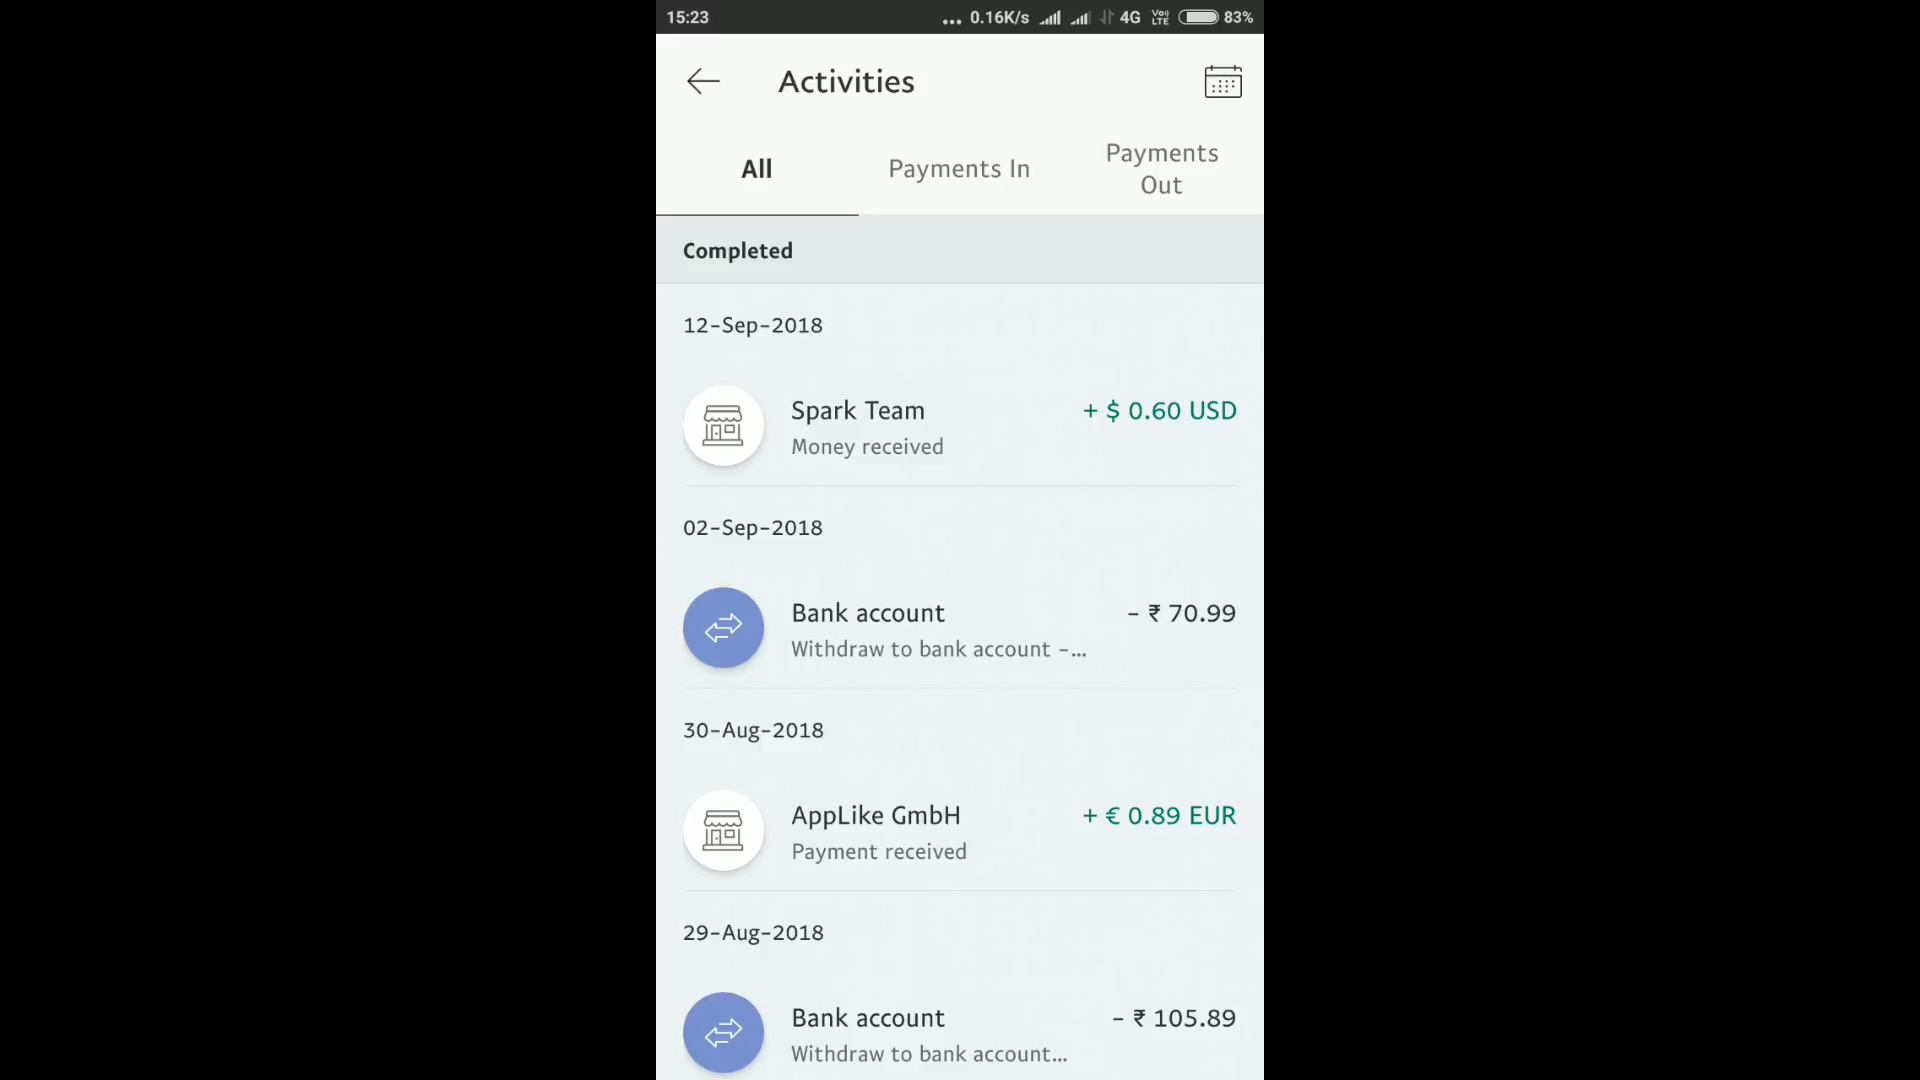 15:23
... 0.16K/s 4G VoLTE 83%
Activities
All
Payments In
Payments
Out
Completed
12-Sep-2018
Spark Team + $ 0.60 USD
Money received
02-Sep-2018
Bank account - ₹ 70.99
Withdraw to bank account -...
30-Aug-2018
AppLike GmbH + € 0.89 EUR
Payment received
29-Aug-2018
Bank account - ₹ 105.89
Withdraw to bank account...